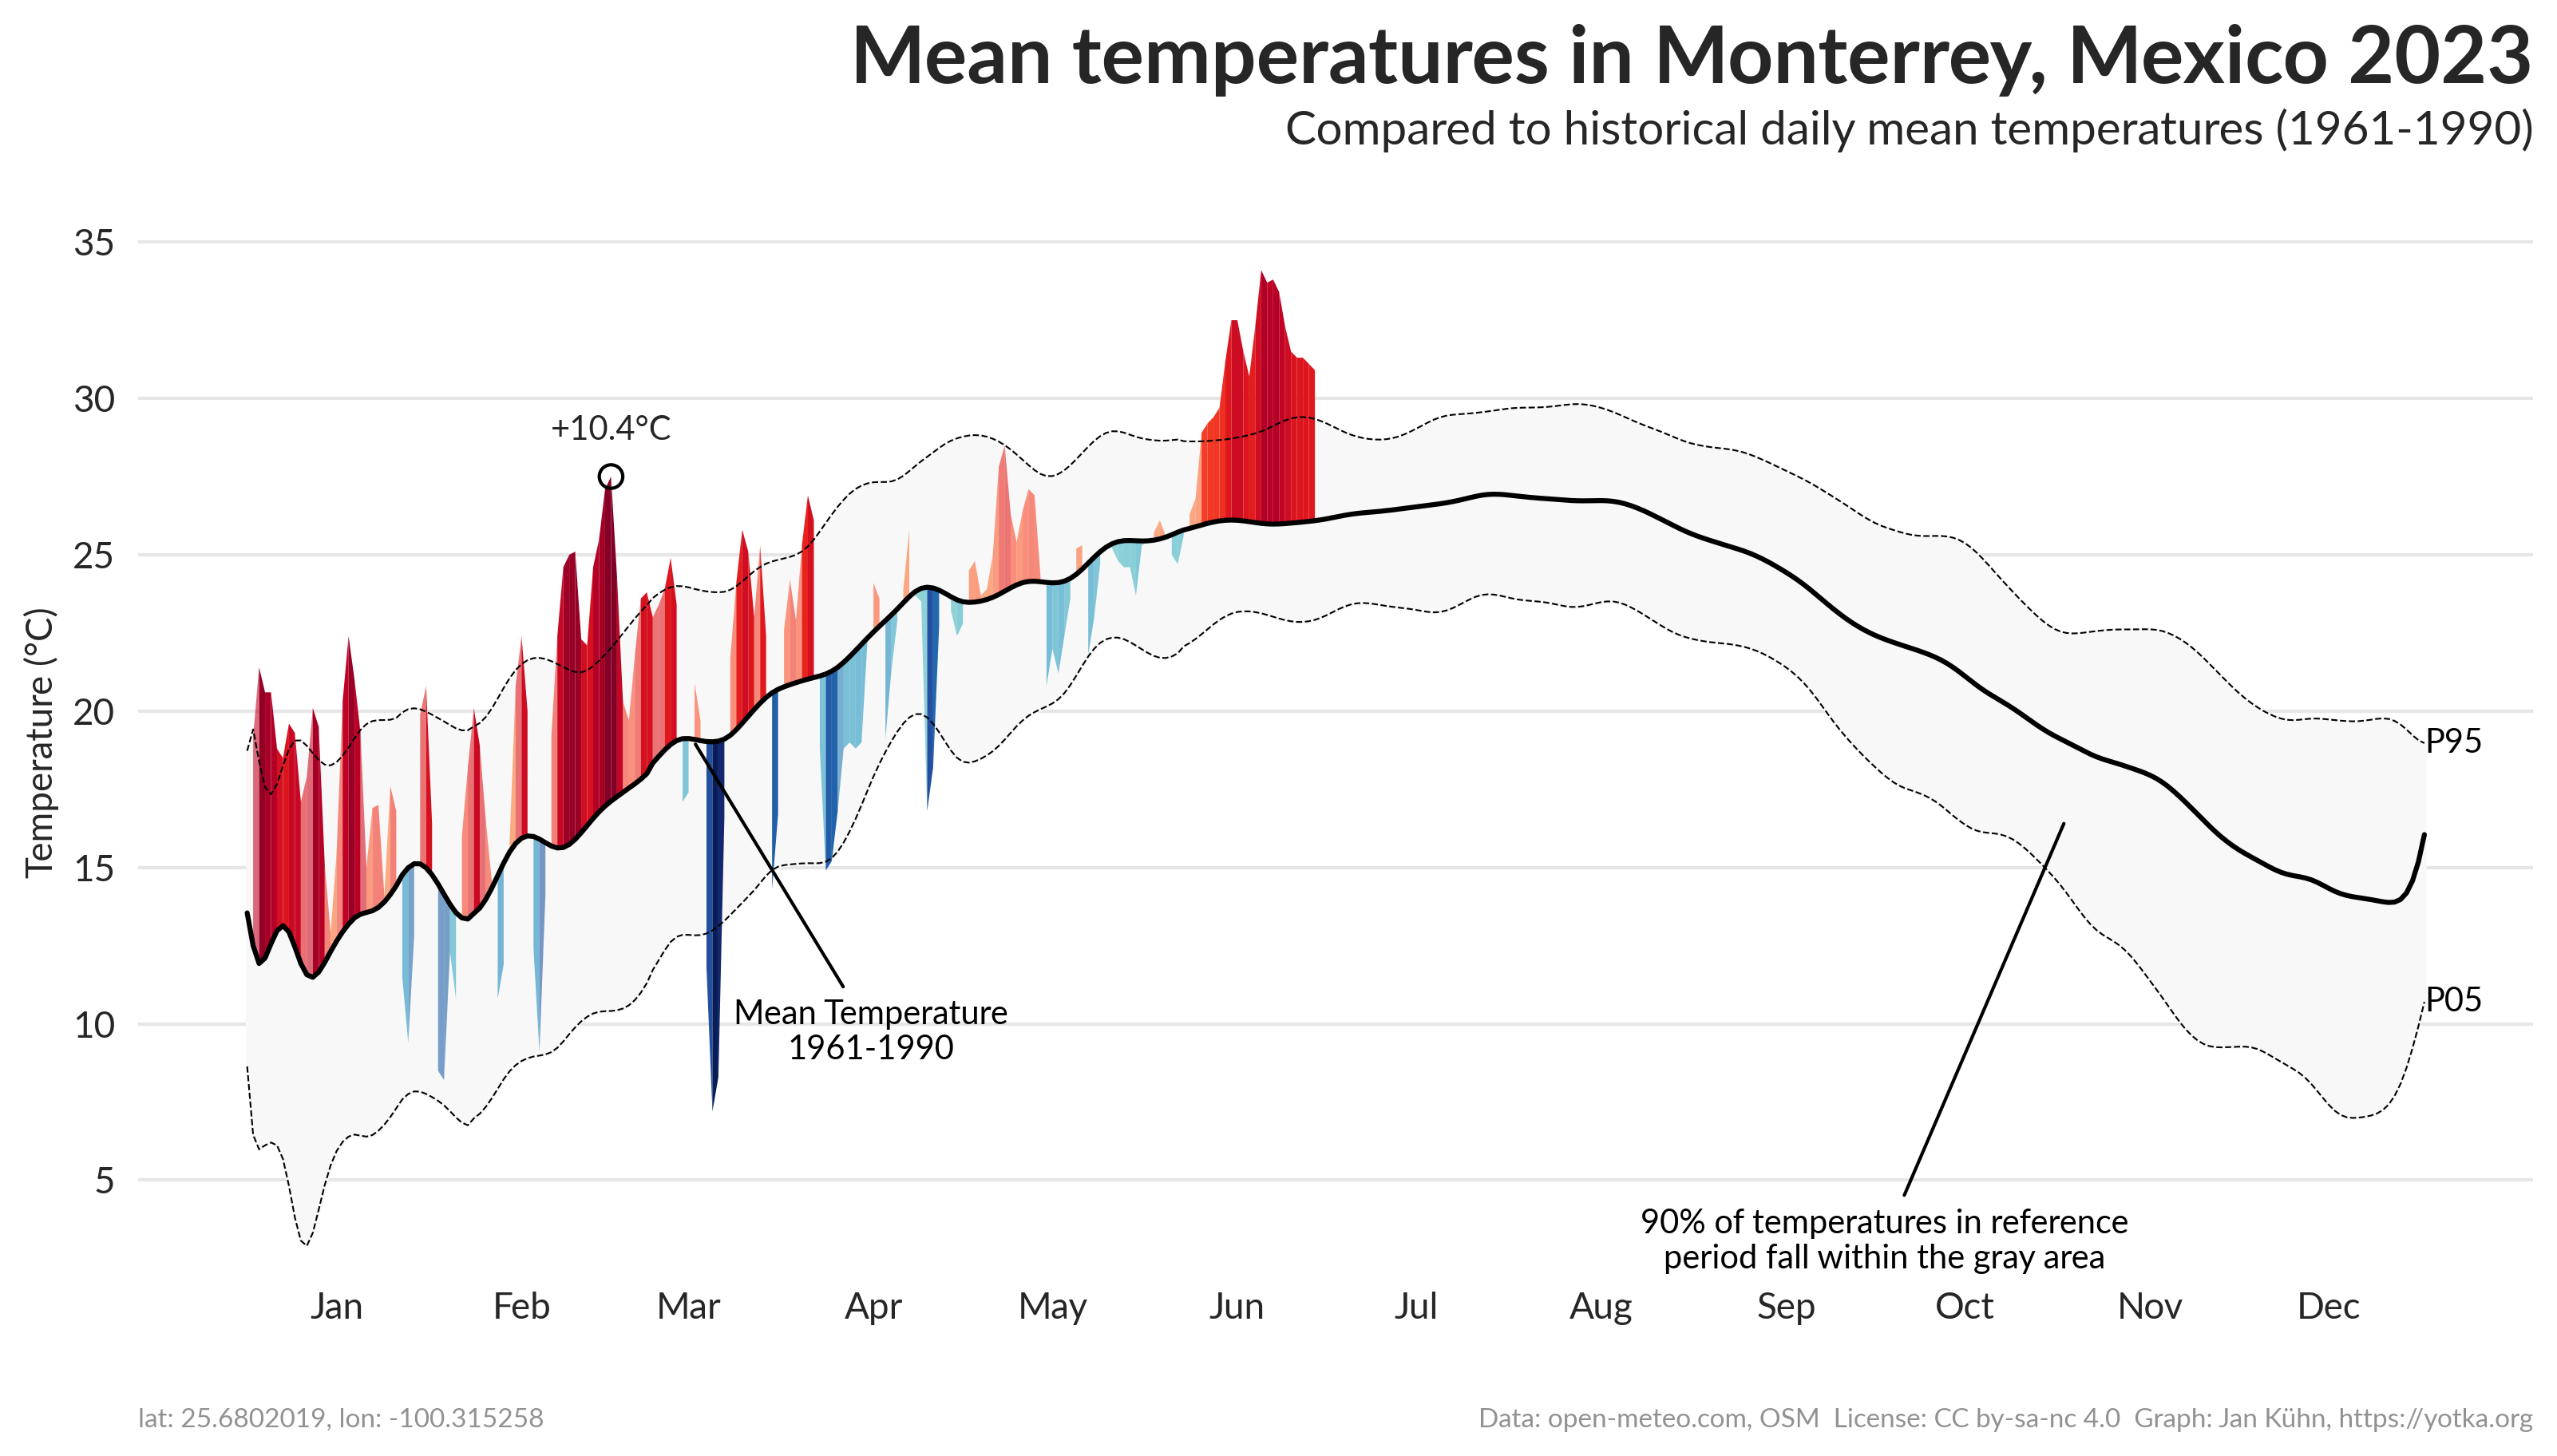 Mean temperatures in Monterrey, Mexico 2023
Compared to historical daily mean temperatures (1961-1990)
Temperature (°C)
35
30
25
20
15
10
5
+10.4°C
Mean Temperature
1961-1990
P95
P05
90% of temperatures in reference
period fall within the gray area
Jan Feb Mar Apr May Jun Jul Aug Sep Oct Nov Dec
lat: 25.6802019, lon: -100.315258
Data: open-meteo.com, OSM  License: CC by-sa-nc 4.0  Graph: Jan Kühn, https://yotka.org